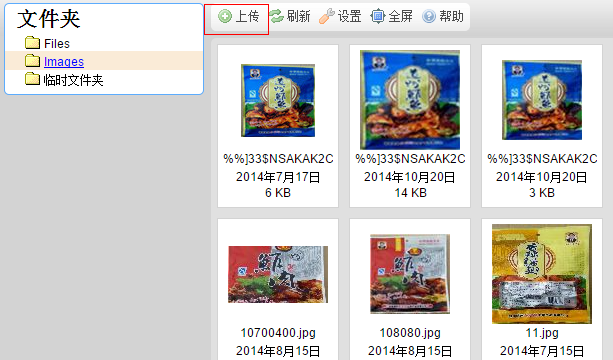 文件夹
Files
Images
临时文件夹
上传 刷新 设置 全屏 帮助
%%]33$NSAKAK2C %%]33$NSAKAK2C %%]33$NSAKAK2C
2014年7月17日 2014年10月20日 2014年10月20日
6 KB 14 KB 3 KB
10700400.jpg 108080.jpg 11.jpg
2014年8月15日 2014年8月15日 2014年7月15日